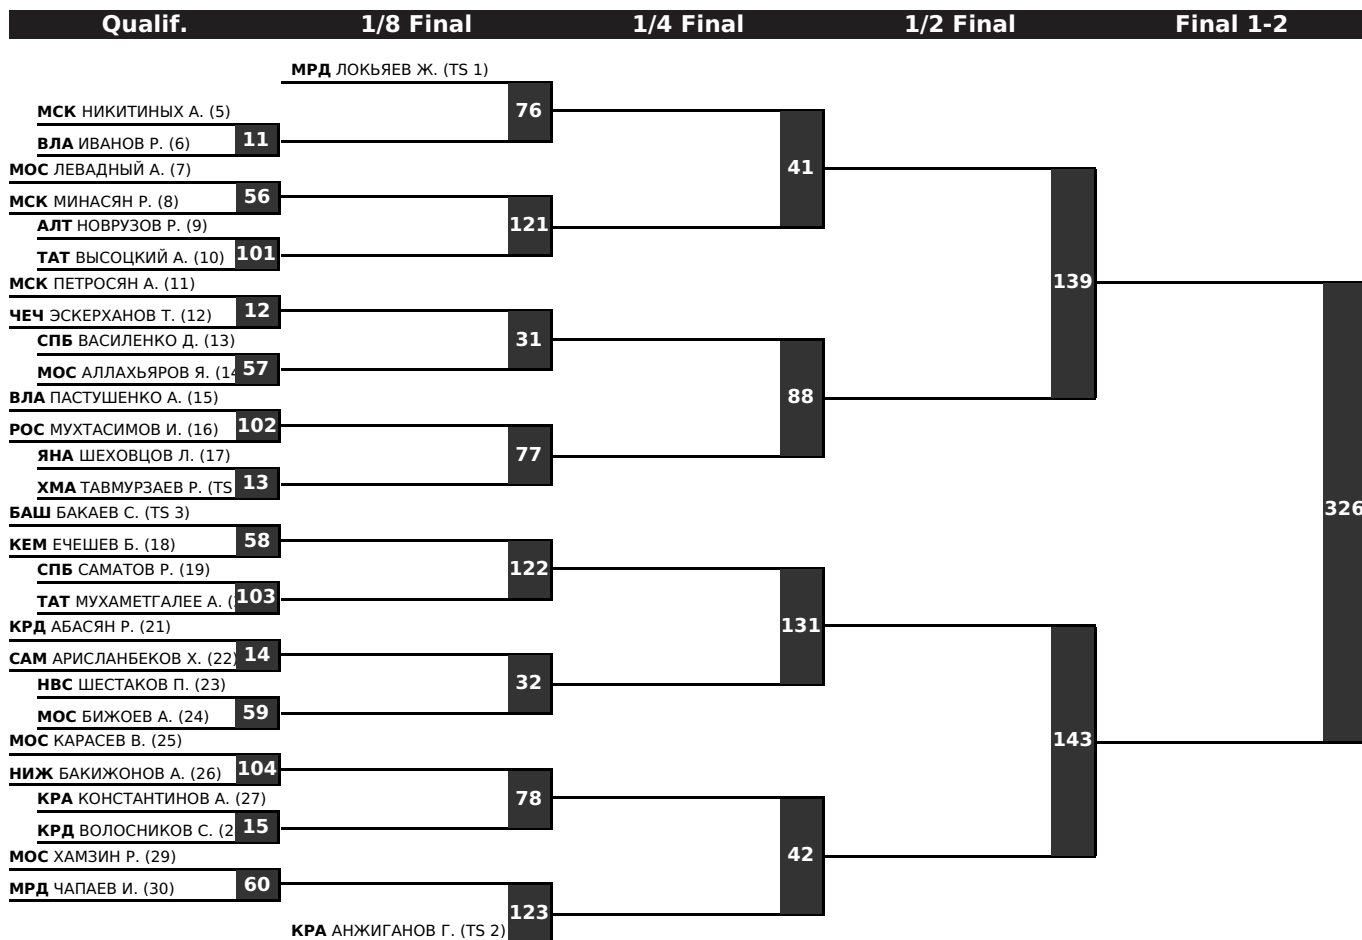 Qualif. 1/8 Final 1/4 Final 1/2 Final Final 1-2
МРД ЛОКЬЯЕВ Ж. (TS 1)
76
МСК НИКИТИНЫХ А. (5)
11
ВЛА ИВАНОВ Р. (6)
МОС ЛЕВАДНЫЙ А. (7)
41
56
МСК МИНАСЯН Р. (8)
АЛТ НОВРУЗОВ Р. (9)
121
ТАТ ВЫСОЦКИЙ А. (10)
101
МСК ПЕТРОСЯН А. (11)
139
12
ЧЕЧ ЭСКЕРХАНОВ Т. (12)
СПБ ВАСИЛЕНКО Д. (13)
31
МОС АЛЛАХЬЯРОВ Я. (14
57
ВЛА ПАСТУШЕНКО А. (15)
88
РОС МУХТАСИМОВ И. (16)
102
ЯНА ШЕХОВЦОВ Л. (17)
77
ХМА ТАВМУРЗАЕВ Р. (TS
13
БАШ БАКАЕВ С. (TS 3)
326
КЕМ ЕЧЕШЕВ Б. (18)
58
СПБ САМАТОВ Р. (19)
122
ТАТ МУХАМЕТГАЛЕЕ А. (
103
КРД АБАСЯН Р. (21)
131
САМ АРИСЛАНБЕКОВ Х. (22)
14
НВС ШЕСТАКОВ П. (23)
32
МОС БИЖОЕВ А. (24)
59
МОС КАРАСЕВ В. (25)
143
НИЖ БАКИЖОНОВ А. (26)
104
КРА КОНСТАНТИНОВ А. (27)
78
КРД ВОЛОСНИКОВ С. (2
15
МОС ХАМЗИН Р. (29)
42
МРД ЧАПАЕВ И. (30)
60
123
КРА АНЖИГАНОВ Г. (TS 2)